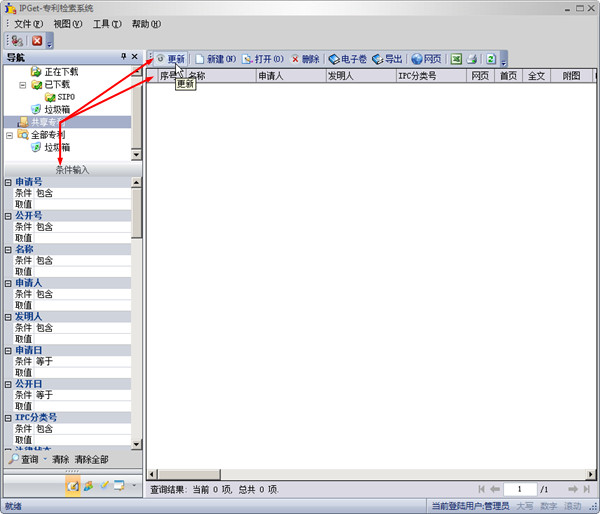 IPGet-专利检索系统
文件(F) 视图(V) 工具(T) 帮助(H)
导航
正在下载
已下载
SIPO
垃圾箱
共享专
全部专利
垃圾箱
条件输入
申请号
条件 包含
取值
公开号
条件 包含
取值
名称
条件 包含
取值
申请人
条件 包含
取值
发明人
条件 包含
取值
申请日
条件 等于
取值
公开日
条件 等于
取值
IPC分类号
条件 包含
取值
查询 清除 清除全部
更新 新建(N) 打开(O) 删除 电子卷 导出 网页
序号 名称 申请人 发明人 IPC分类号 网页 首页 全文 附图
更新
查询结果: 当前 0 项, 总共 0 项.
1 /1
就绪
当前登陆用户:管理员 大写 数字 滚动